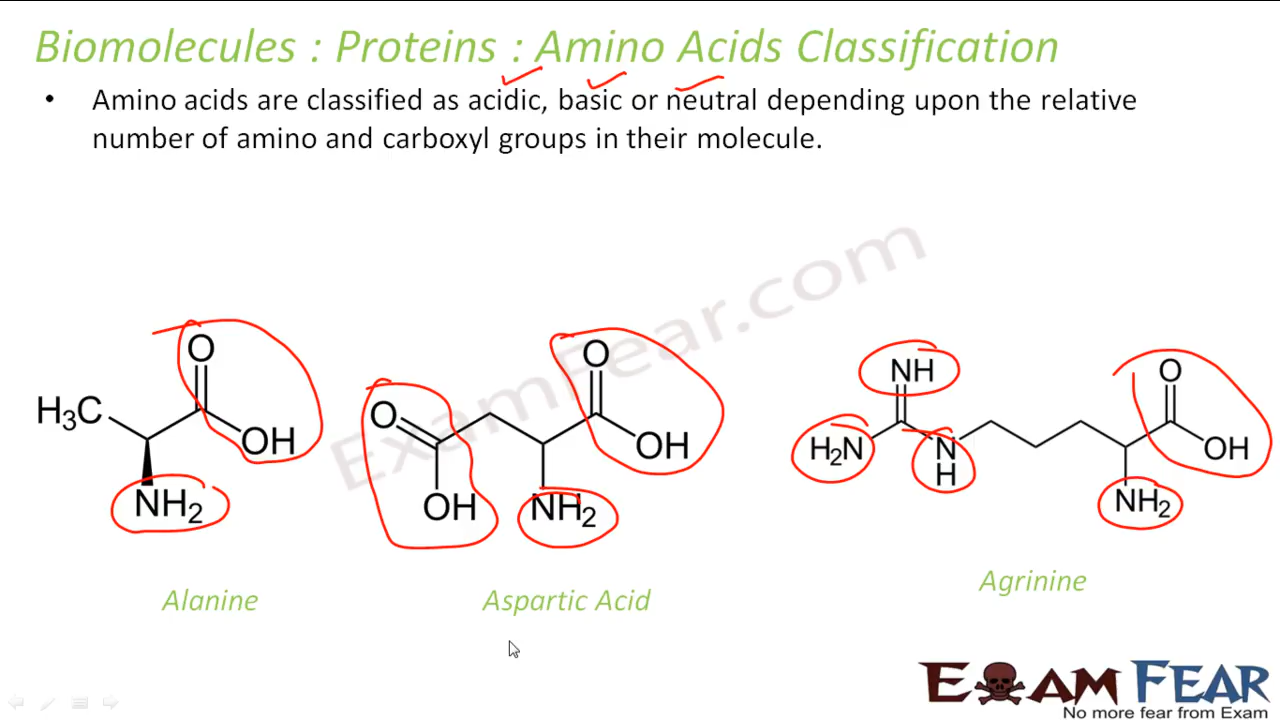 Biomolecules : Proteins : Amino Acids Classification
• Amino acids are classified as acidic, basic or neutral depending upon the relative
number of amino and carboxyl groups in their molecule.
ExamFear.com
O
H₃C
OH
NH₂
O
O
OH
OH
NH₂
NH
H₂N
N
H
O
OH
NH₂
Alanine
Aspartic Acid
Agrinine
EXAM FEAR
No more fear from Exam